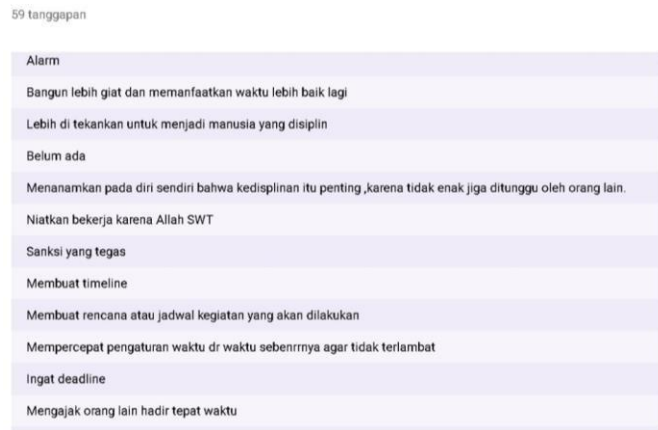 59 tanggapan
Alarm
Bangun lebih giat dan memanfaatkan waktu lebih baik lagi
Lebih di tekankan untuk menjadi manusia yang disiplin
Belum ada
Menanamkan pada diri sendiri bahwa kedisplinan itu penting ,karena tidak enak jiga ditunggu oleh orang lain.
Niatkan bekerja karena Allah SWT
Sanksi yang tegas
Membuat timeline
Membuat rencana atau jadwal kegiatan yang akan dilakukan
Mempercepat pengaturan waktu dr waktu sebenrrnya agar tidak terlambat
Ingat deadline
Mengajak orang lain hadir tepat waktu